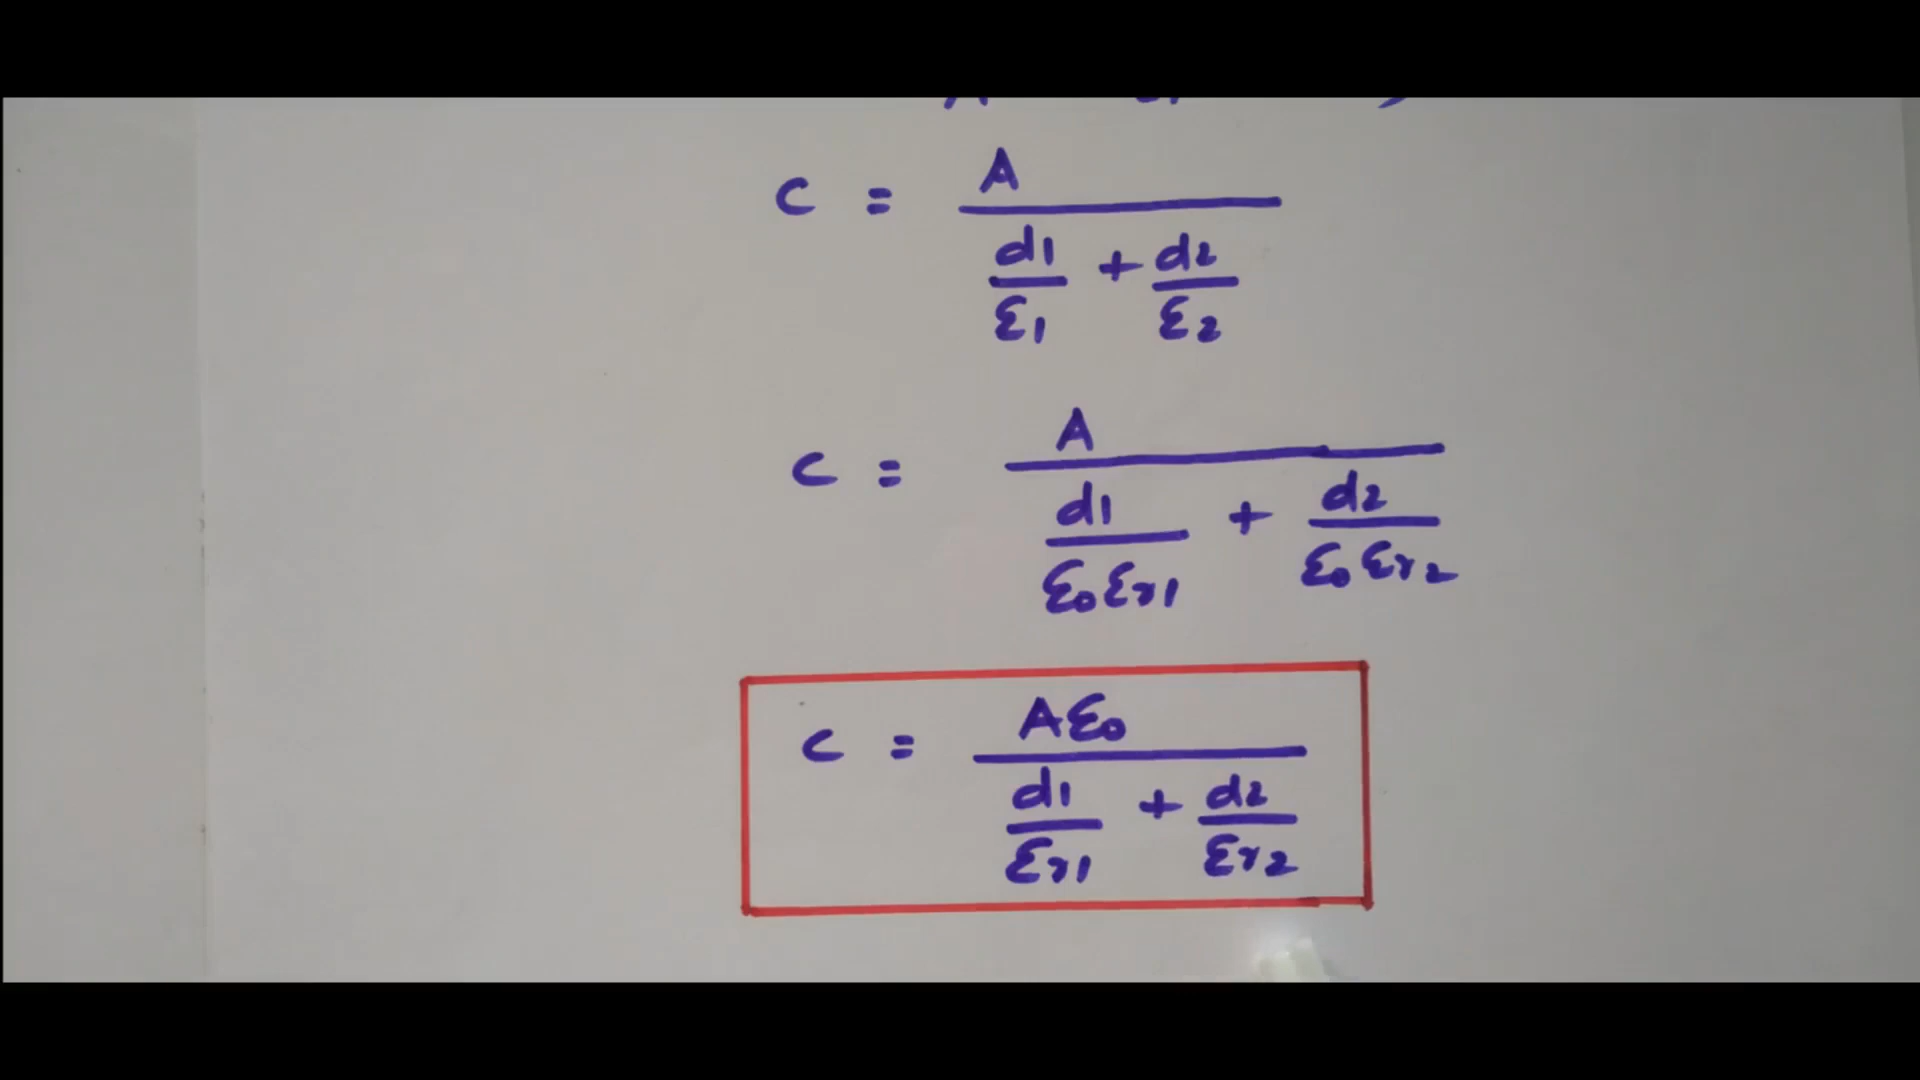 C = A / (d1/ε1 + d2/ε2)
C = A / (d1/ε0εr1 + d2/ε0εr2)
C = Aε0 / (d1/εr1 + d2/εr2)